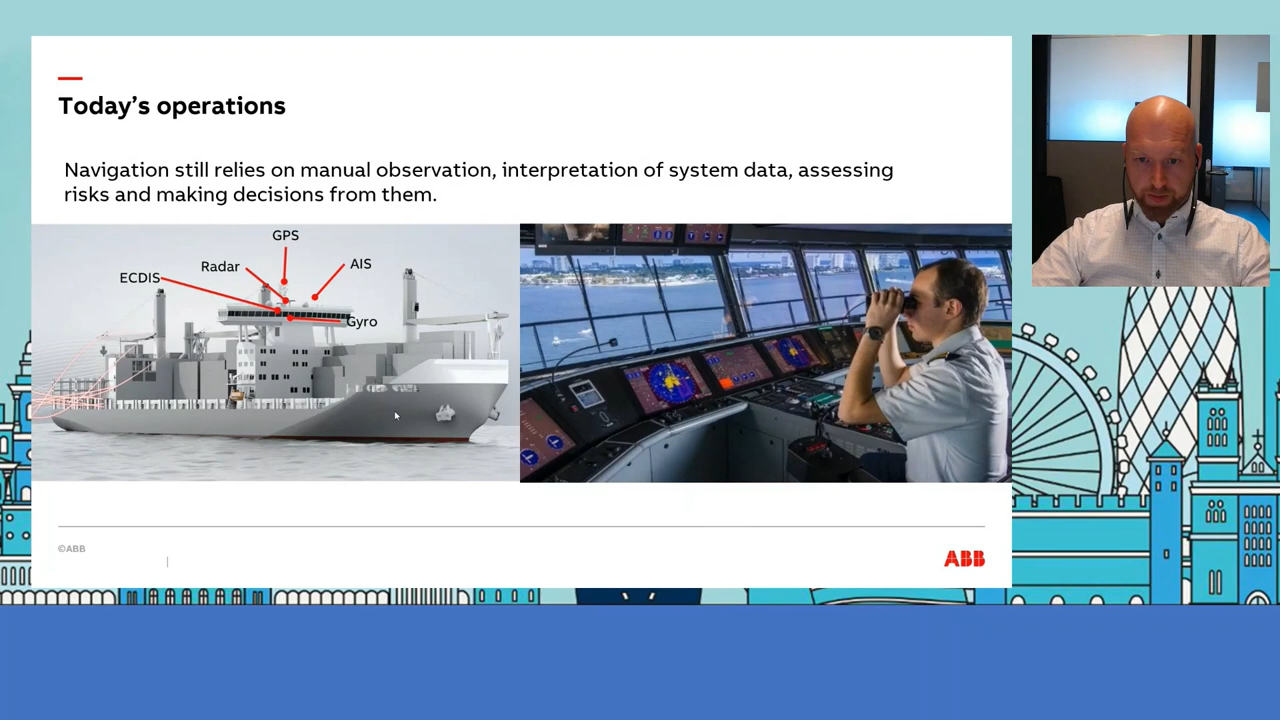 Today's operations
Navigation still relies on manual observation, interpretation of system data, assessing
risks and making decisions from them.
GPS
Radar
AIS
ECDIS
Gyro
©ABB
|
ABB